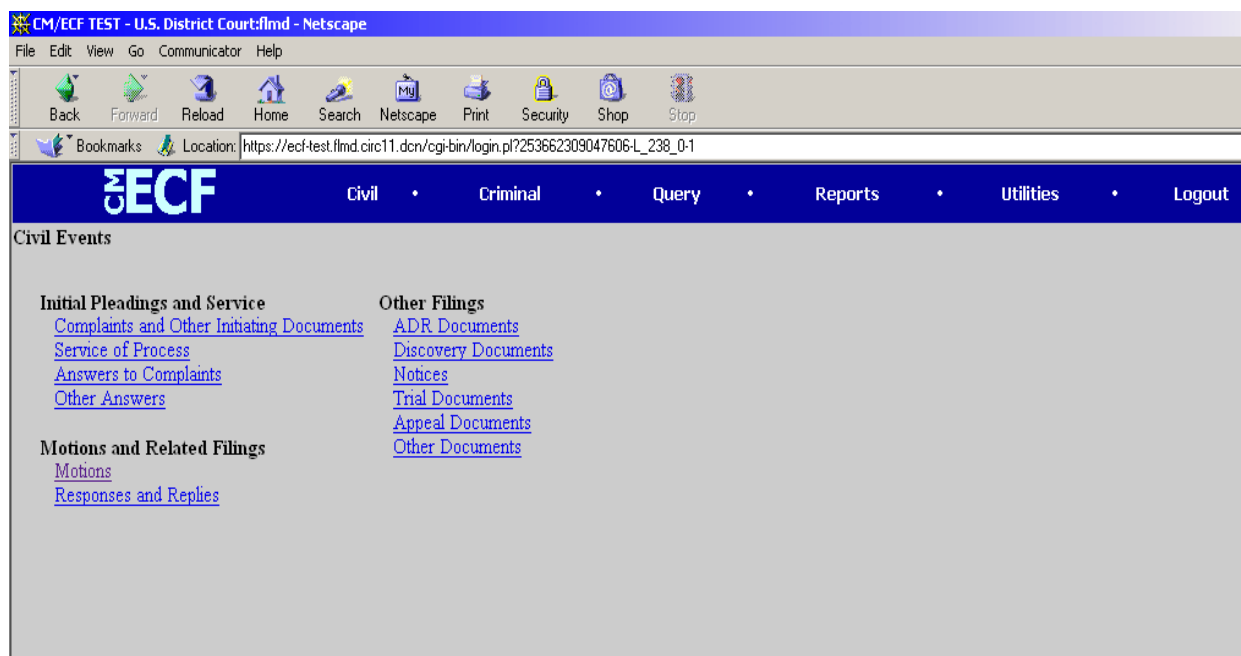 CM/ECF TEST - U.S. District Court:flmd - Netscape
File Edit View Go Communicator Help
My
Back Forward Reload Home Search Netscape Print Security Shop Stop
Bookmarks Location: https://ecf-test.flmd.circ11.dcn/cgi-bin/login.pl?253662309047606-L_238_0-1
CM ECF Civil • Criminal • Query • Reports • Utilities • Logout
Civil Events
Initial Pleadings and Service
Complaints and Other Initiating Documents
Service of Process
Answers to Complaints
Other Answers
Motions and Related Filings
Motions
Responses and Replies
Other Filings
ADR Documents
Discovery Documents
Notices
Trial Documents
Appeal Documents
Other Documents